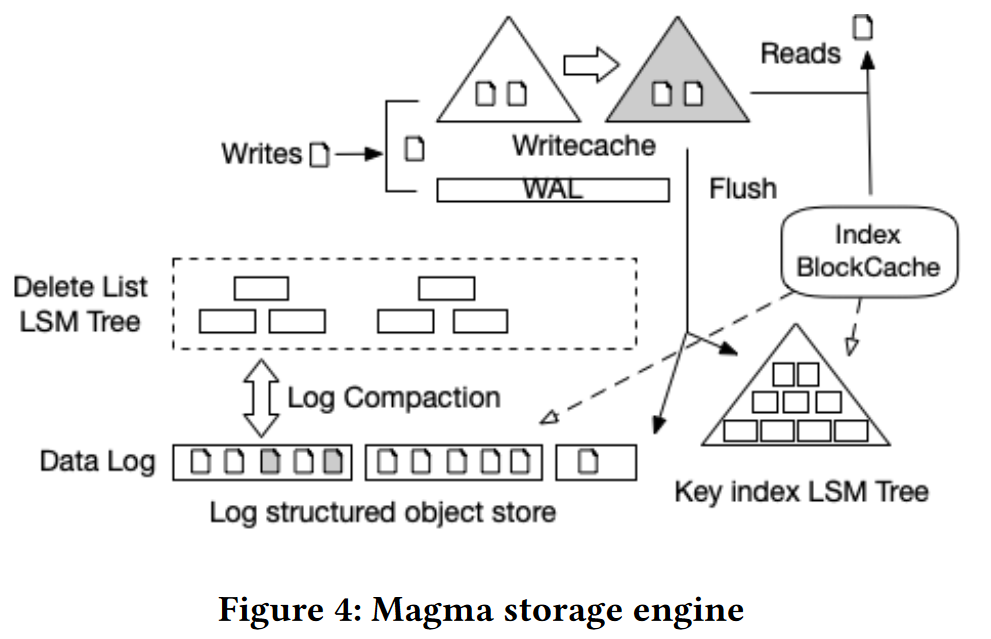 Reads
Writes
Writecache
WAL
Flush
Index
BlockCache
Delete List
LSM Tree
Log Compaction
Data Log
Key index LSM Tree
Log structured object store
Figure 4: Magma storage engine